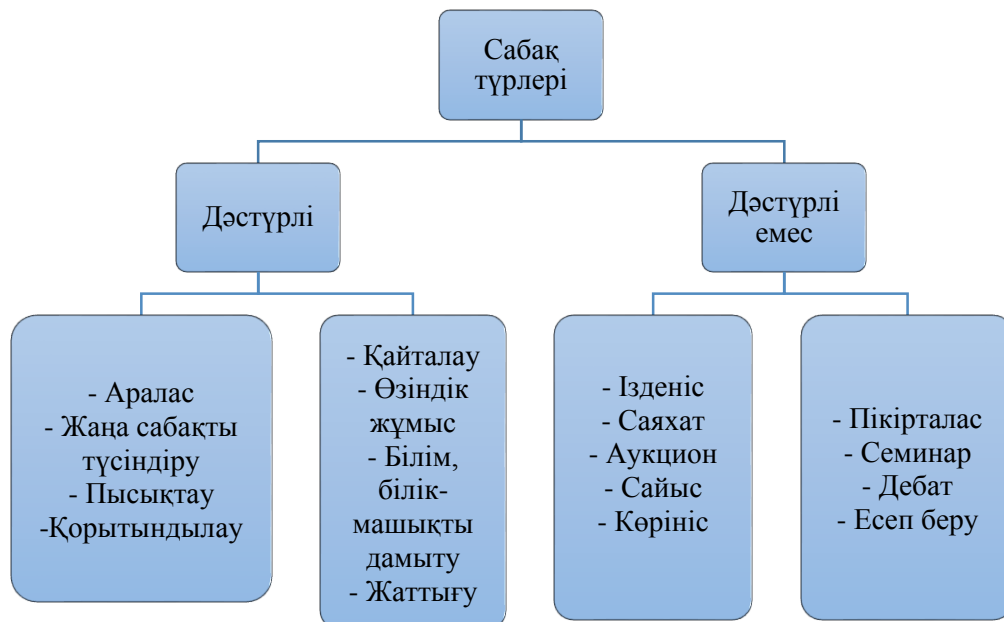 Сабақ
түрлері
Дәстүрлі
Дәстүрлі
емес
- Аралас
- Жаңа сабақты
түсіндіру
- Пысықтау
-Қорытындылау
- Қайталау
- Өзіндік
жұмыс
- Білім,
білік-
машықты
дамыту
- Жаттығу
- Ізденіс
- Саяхат
- Аукцион
- Сайыс
- Көрініс
- Пікірталас
- Семинар
- Дебат
- Есеп беру